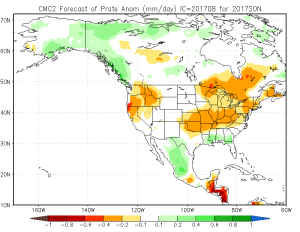 CMC2 Forecast of Prate Anom (mm/day) IC=201708 for 2017SON
70N
60N
50N
40N
30N
20N
10N
160W 140W 120W 100W 80W 60W
-1 -0.8 -0.6 -0.4 -0.2 -0.1 0.1 0.2 0.4 0.6 0.8 1